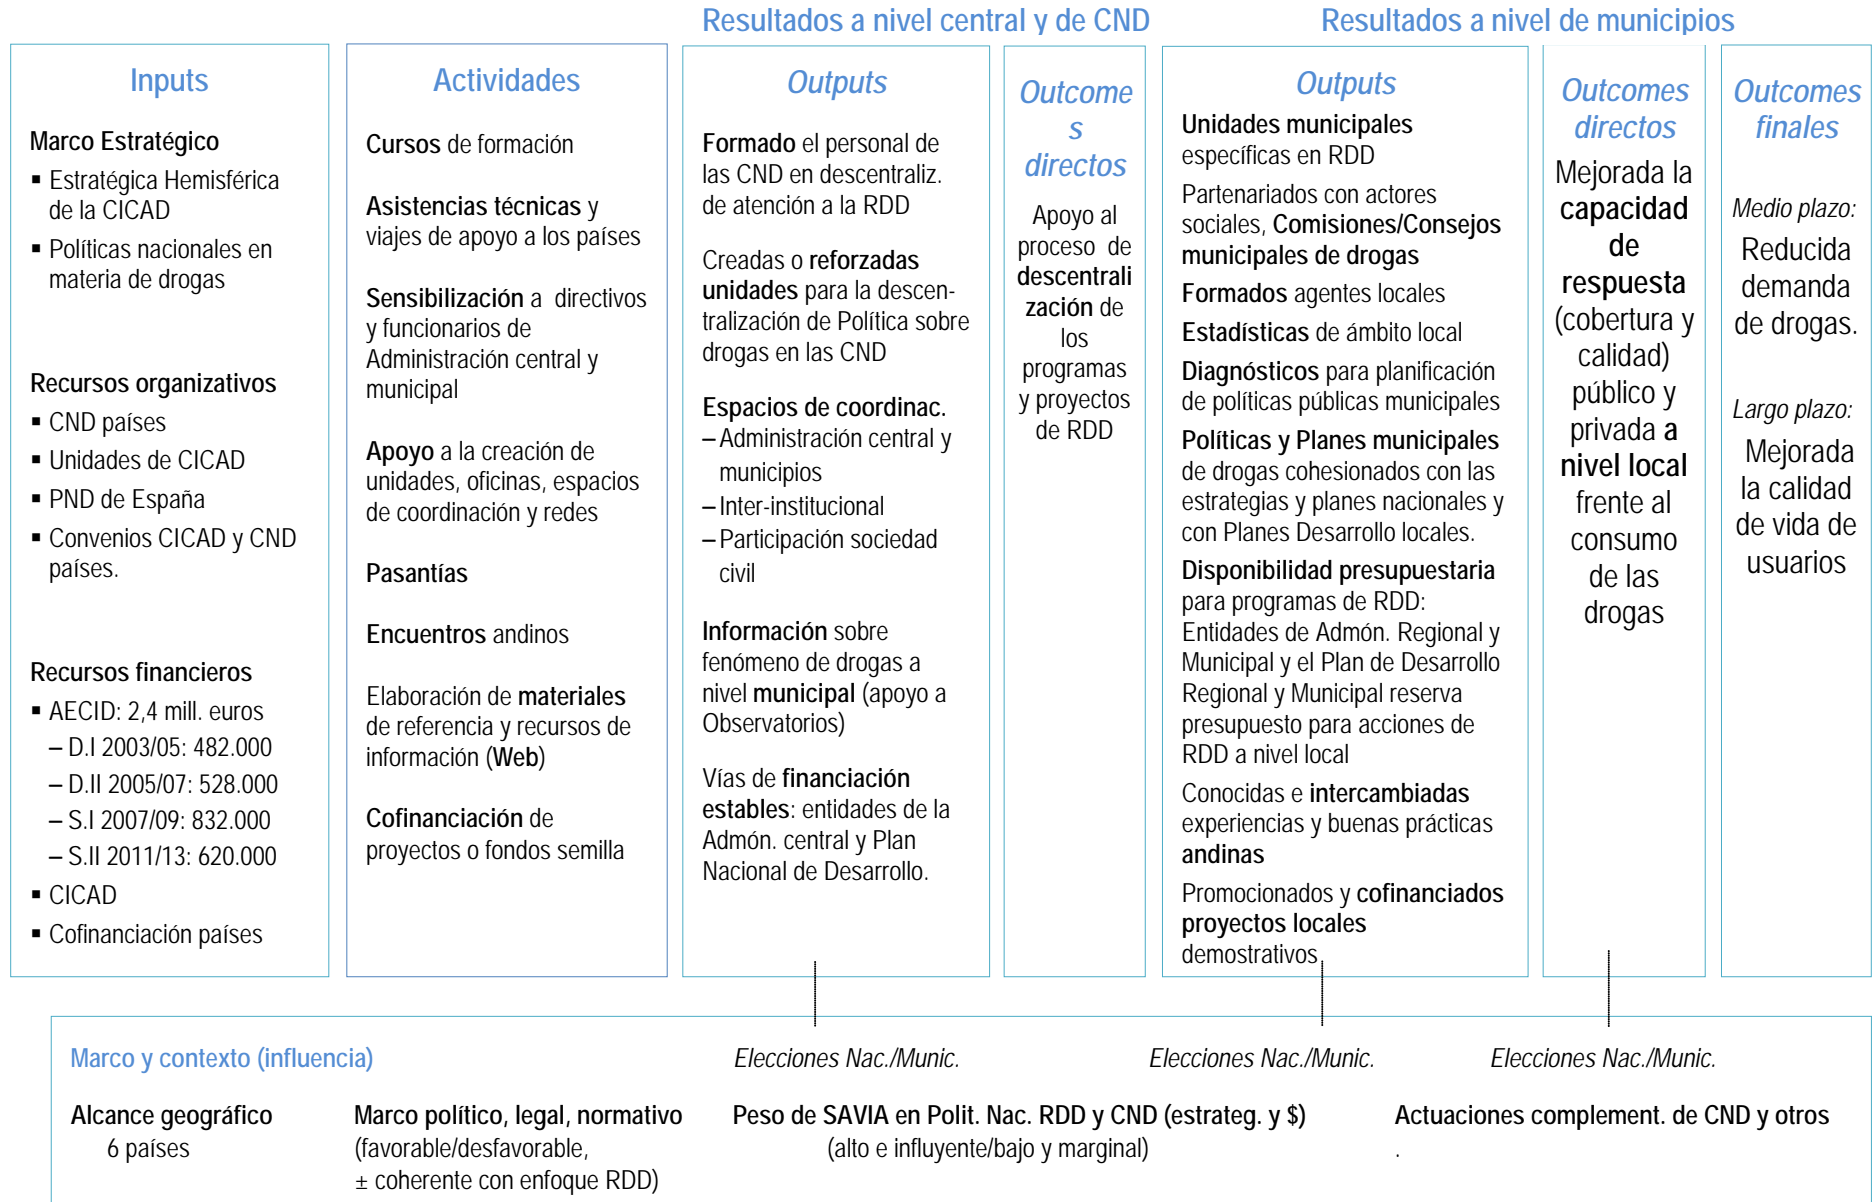 Resultados a nivel central y de CND
Resultados a nivel de municipios
Inputs
Marco Estratégico
▪ Estratégica Hemisférica
de la CICAD
▪ Políticas nacionales en
materia de drogas
Recursos organizativos
▪ CND países
▪ Unidades de CICAD
▪ PND de España
▪ Convenios CICAD y CND
países.
Recursos financieros
▪ AECID: 2,4 mill. euros
– D.I 2003/05: 482.000
– D.II 2005/07: 528.000
– S.I 2007/09: 832.000
– S.II 2011/13: 620.000
▪ CICAD
▪ Cofinanciación países
Actividades
Cursos de formación
Asistencias técnicas y
viajes de apoyo a los países
Sensibilización a directivos
y funcionarios de
Administración central y
municipal
Apoyo a la creación de
unidades, oficinas, espacios
de coordinación y redes
Pasantías
Encuentros andinos
Elaboración de materiales
de referencia y recursos de
información (Web)
Cofinanciación de
proyectos o fondos semilla
Outputs
Formado el personal de
las CND en descentraliz.
de atención a la RDD
Creadas o reforzadas
unidades para la descen-
tralización de Política sobre
drogas en las CND
Espacios de coordinac.
– Administración central y
municipios
– Inter-institucional
– Participación sociedad
civil
Información sobre
fenómeno de drogas a
nivel municipal (apoyo a
Observatorios)
Vías de financiación
estables: entidades de la
Admón. central y Plan
Nacional de Desarrollo.
Outcome
s
directos
Apoyo al
proceso de
descentrali
zación de
los
programas
y proyectos
de RDD
Outputs
Unidades municipales
específicas en RDD
Partenariados con actores
sociales, Comisiones/Consejos
municipales de drogas
Formados agentes locales
Estadísticas de ámbito local
Diagnósticos para planificación
de políticas públicas municipales
Políticas y Planes municipales
de drogas cohesionados con las
estrategias y planes nacionales y
con Planes Desarrollo locales.
Disponibilidad presupuestaria
para programas de RDD:
Entidades de Admón. Regional y
Municipal y el Plan de Desarrollo
Regional y Municipal reserva
presupuesto para acciones de
RDD a nivel local
Conocidas e intercambiadas
experiencias y buenas prácticas
andinas
Promocionados y cofinanciados
proyectos locales
demostrativos
Outcomes
directos
Mejorada la
capacidad
de
respuesta
(cobertura y
calidad)
público y
privada a
nivel local
frente al
consumo
de las
drogas
Outcomes
finales
Medio plazo:
Reducida
demanda
de drogas.
Largo plazo:
Mejorada
la calidad
de vida de
usuarios
Marco y contexto (influencia)
Elecciones Nac./Munic.
Elecciones Nac./Munic.
Elecciones Nac./Munic.
Alcance geográfico
6 países
Marco político, legal, normativo
(favorable/desfavorable,
± coherente con enfoque RDD)
Peso de SAVIA en Polit. Nac. RDD y CND (estrateg. y $)
(alto e influyente/bajo y marginal)
Actuaciones complement. de CND y otros
.